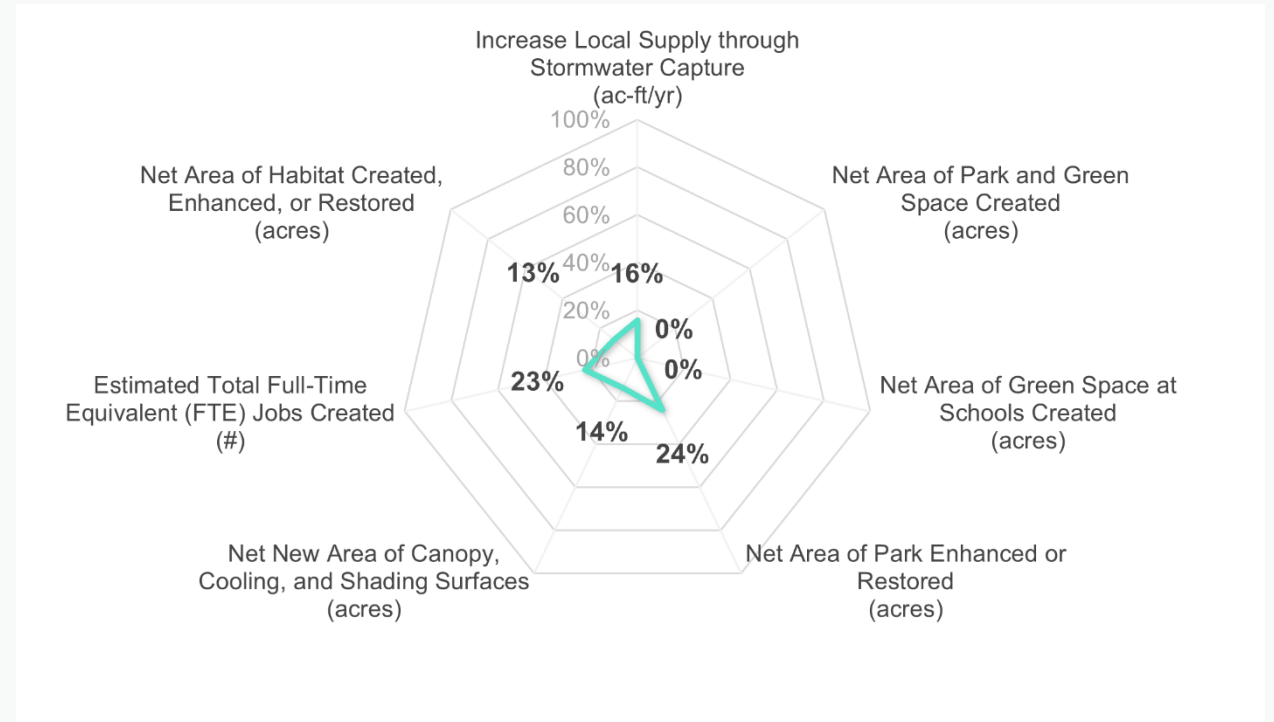 Increase Local Supply through
Stormwater Capture
(ac-ft/yr)
100%
80%
60%
40%
20%
0%
Net Area of Park and Green
Space Created
(acres)
Net Area of Green Space at
Schools Created
(acres)
Net Area of Park Enhanced or
Restored
(acres)
Net New Area of Canopy,
Cooling, and Shading Surfaces
(acres)
Estimated Total Full-Time
Equivalent (FTE) Jobs Created
(#)
Net Area of Habitat Created,
Enhanced, or Restored
(acres)
16%
0%
0%
24%
14%
23%
13%